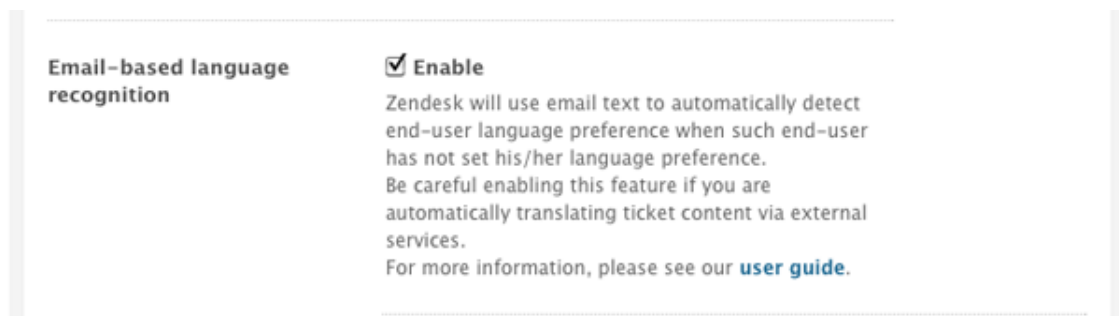 Email-based language
recognition
Enable
Zendesk will use email text to automatically detect
end-user language preference when such end-user
has not set his/her language preference.
Be careful enabling this feature if you are
automatically translating ticket content via external
services.
For more information, please see our user guide.